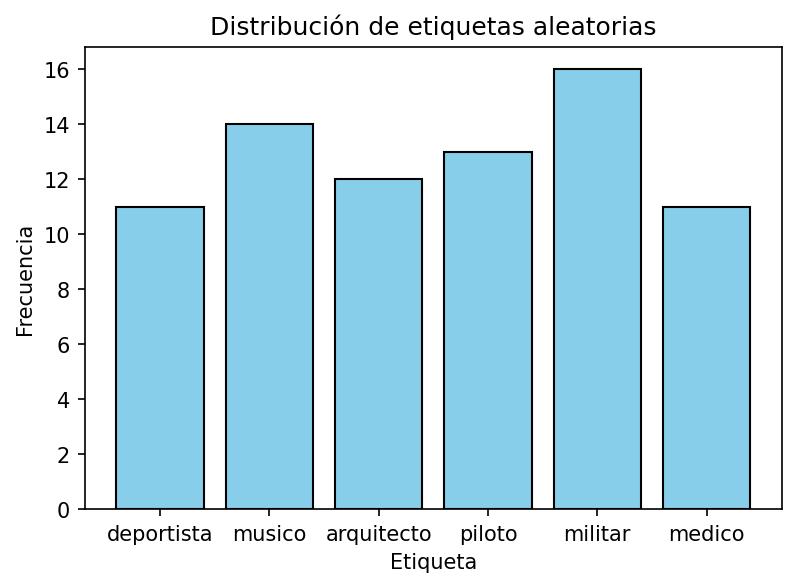 Distribución de etiquetas aleatorias
Frecuencia
16
14
12
10
8
6
4
2
0
deportista musico arquitecto piloto militar medico
Etiqueta